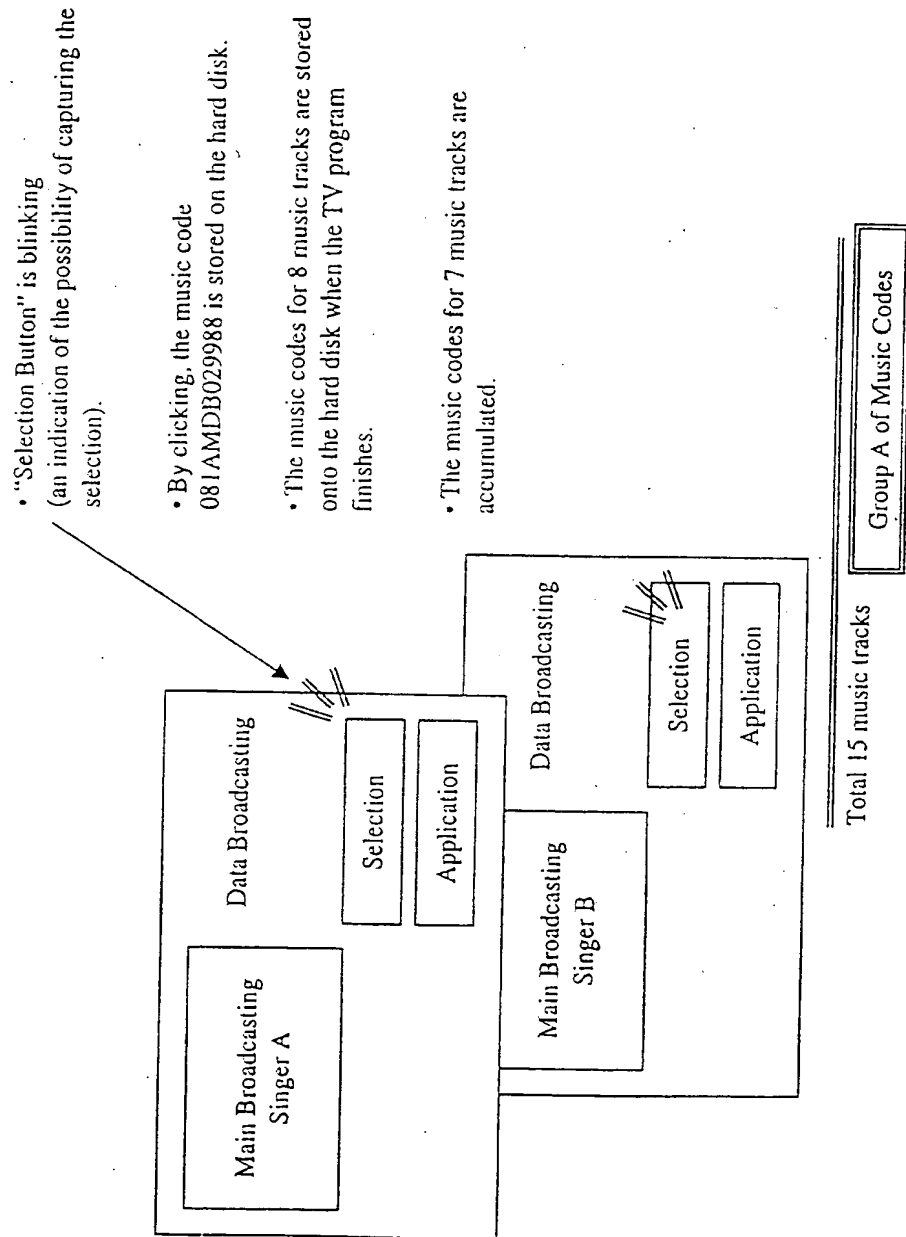 • "Selection Button" is blinking
(an indication of the possibility of capturing the
selection).
• By clicking, the music code
081AMDB029988 is stored on the hard disk.
• The music codes for 8 music tracks are stored
onto the hard disk when the TV program
finishes.
• The music codes for 7 music tracks are
accumulated.
Main Broadcasting
Singer A
Data Broadcasting
Selection
Application
Main Broadcasting
Singer B
Data Broadcasting
Selection
Application
Total 15 music tracks
Group A of Music Codes